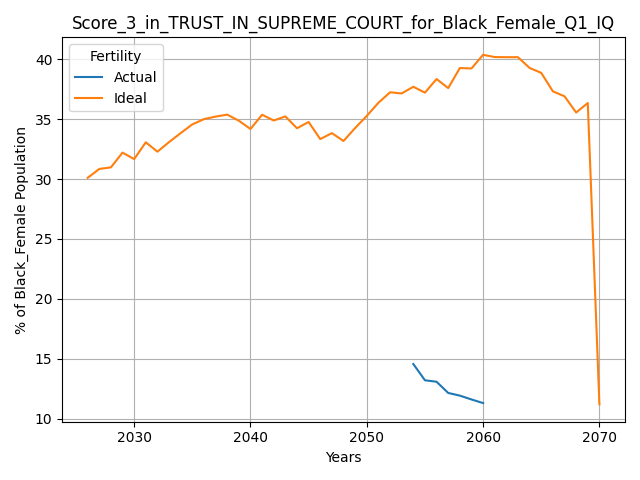 Score_3_in_TRUST_IN_SUPREME_COURT_for_Black_Female_Q1_IQ
Fertility
Actual
Ideal
% of Black_Female Population
40
35
30
25
20
15
10
2030
2040
2050
2060
2070
Years